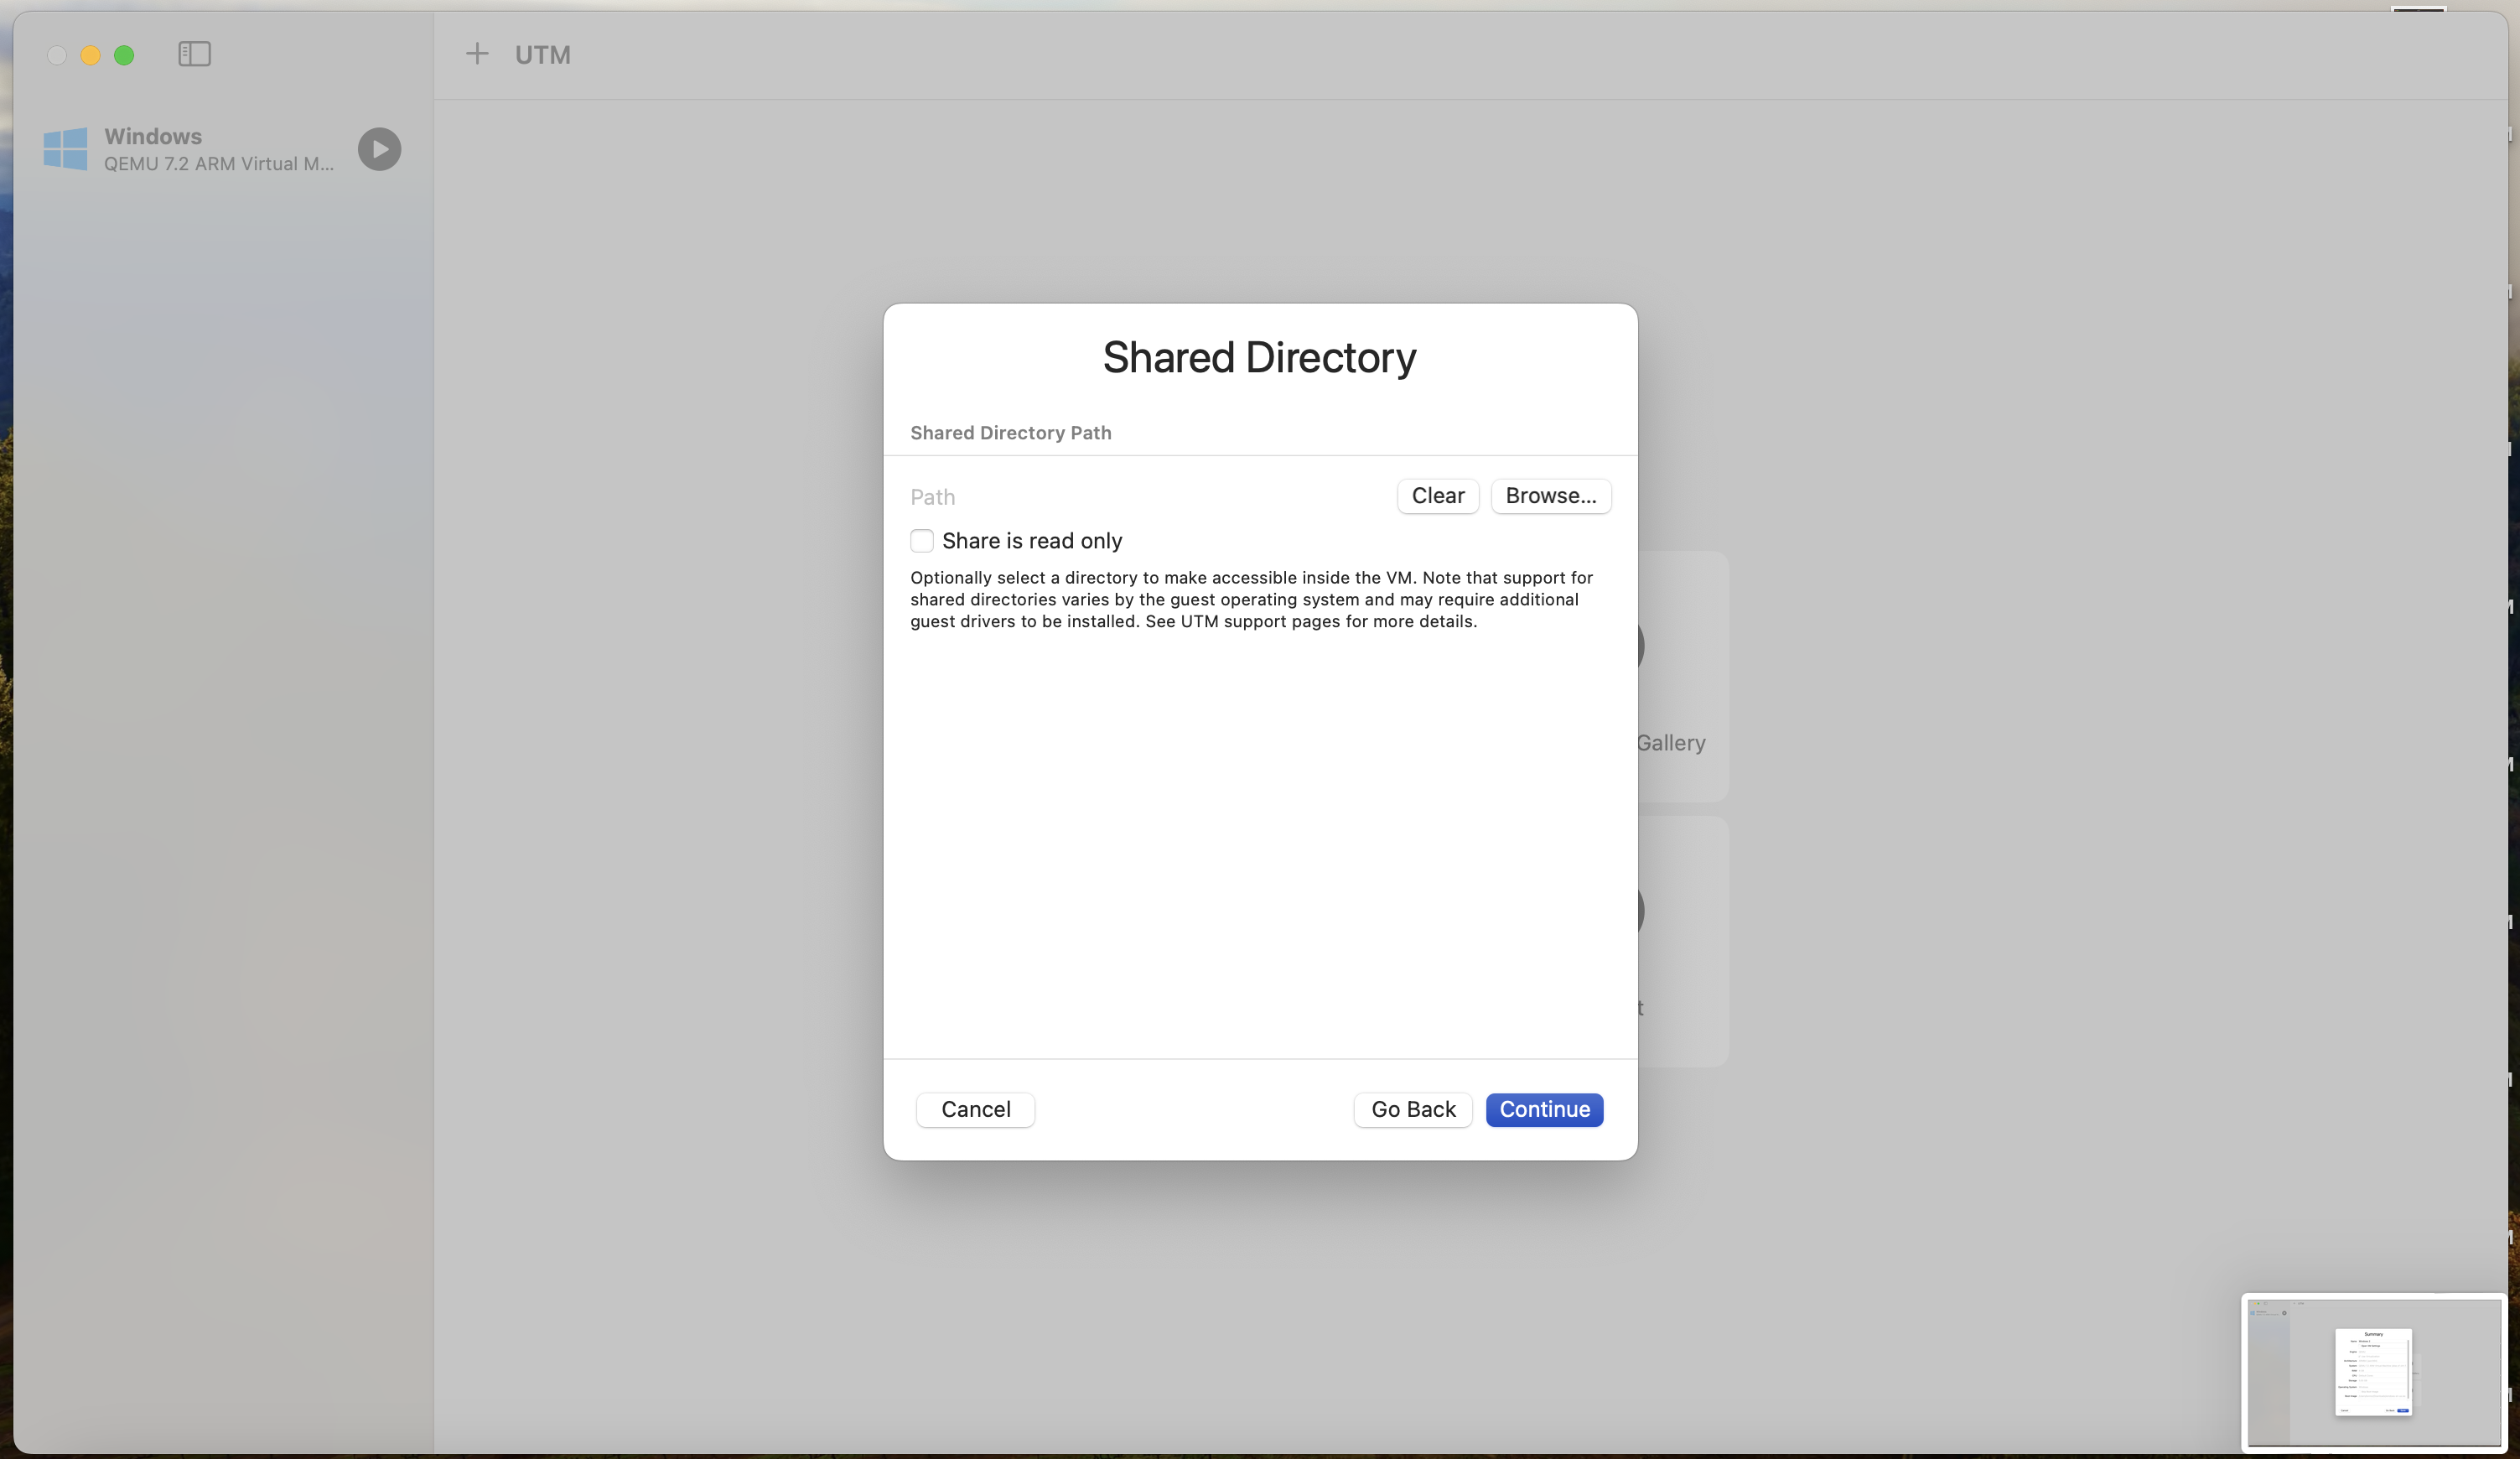 UTM
Windows
QEMU 7.2 ARM Virtual M...
Shared Directory
Shared Directory Path
Path
Clear
Browse...
Share is read only
Optionally select a directory to make accessible inside the VM. Note that support for
shared directories varies by the guest operating system and may require additional
guest drivers to be installed. See UTM support pages for more details.
Gallery
Cancel
Go Back
Continue
Summary